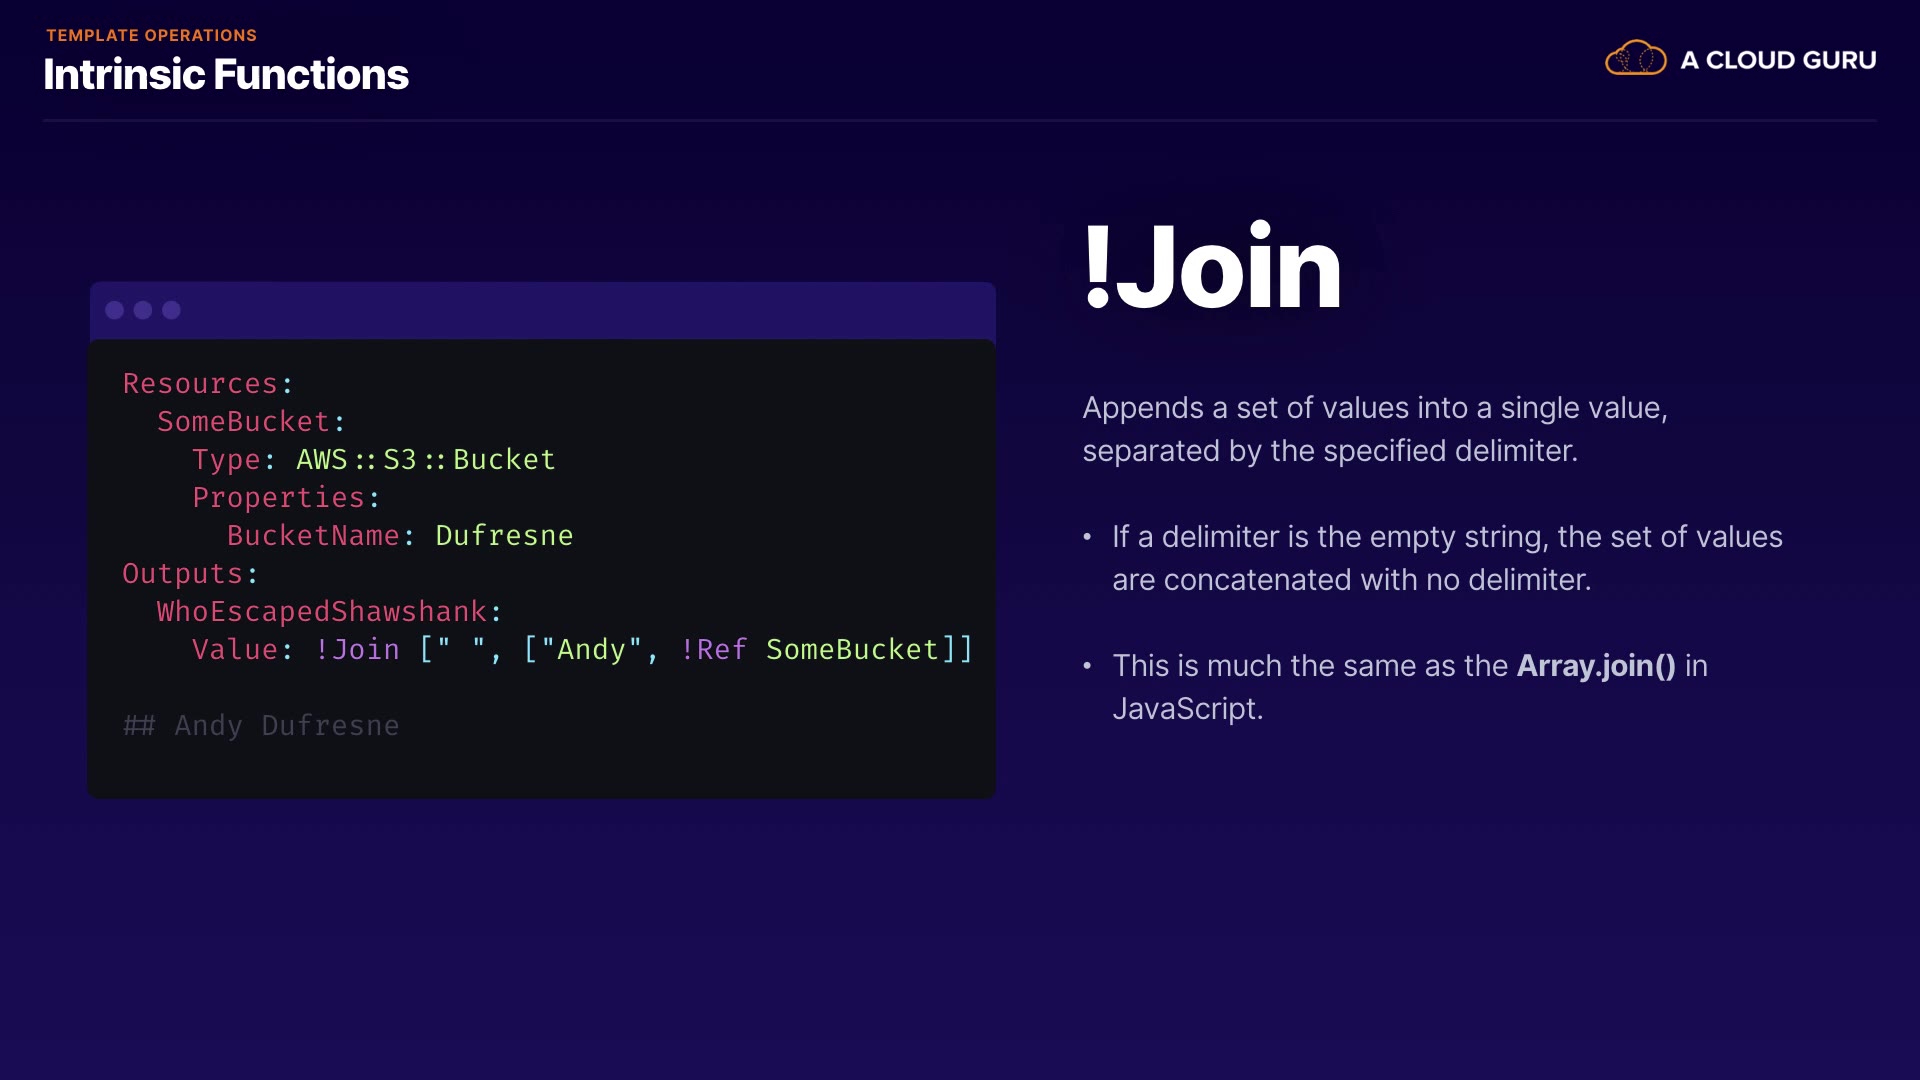 TEMPLATE OPERATIONS
Intrinsic Functions
A CLOUD GURU
Resources:
  SomeBucket:
    Type: AWS::S3::Bucket
    Properties:
      BucketName: Dufresne
Outputs:
  WhoEscapedShawshank:
    Value: !Join [" ", ["Andy", !Ref SomeBucket]]
## Andy Dufresne
!Join
Appends a set of values into a single value,
separated by the specified delimiter.
• If a delimiter is the empty string, the set of values
are concatenated with no delimiter.
• This is much the same as the Array.join() in
JavaScript.